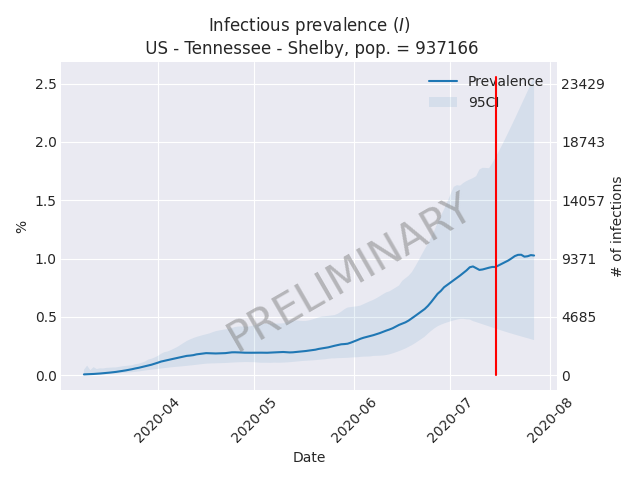 Infectious prevalence (I)
US - Tennessee - Shelby, pop. = 937166
Prevalence
95CI
2.5
2.0
1.5
1.0
0.5
0.0
%
23429
18743
14057
9371
4685
0
# of infections
PRELIMINARY
2020-04
2020-05
2020-06
2020-07
2020-08
Date